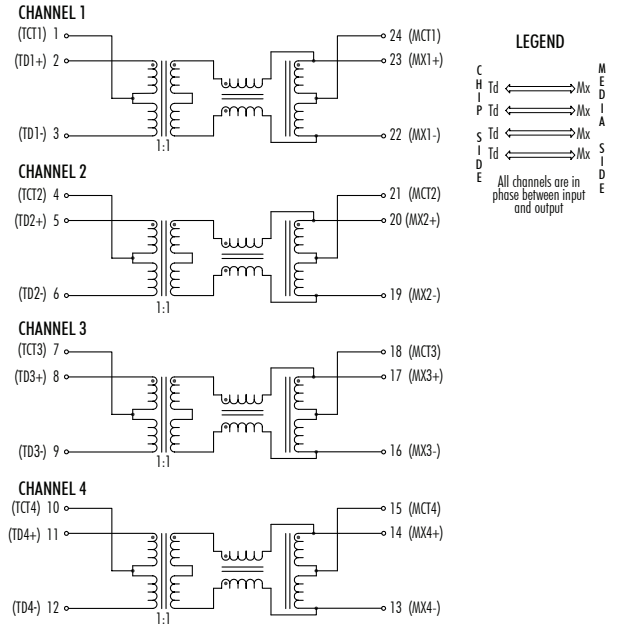 CHANNEL 1
(TCT1) 1
24 (MCT1)
(TD1+) 2
23 (MX1+)
(TD1-) 3
22 (MX1-)
1:1
CHANNEL 2
(TCT2) 4
21 (MCT2)
(TD2+) 5
20 (MX2+)
(TD2-) 6
19 (MX2-)
1:1
CHANNEL 3
(TCT3) 7
18 (MCT3)
(TD3+) 8
17 (MX3+)
(TD3-) 9
16 (MX3-)
1:1
CHANNEL 4
(TCT4) 10
15 (MCT4)
(TD4+) 11
14 (MX4+)
(TD4-) 12
13 (MX4-)
1:1
LEGEND
CHIP SIDE
Td Mx
Td Mx
Td Mx
Td Mx
MEDIA SIDE
All channels are in
phase between input
and output